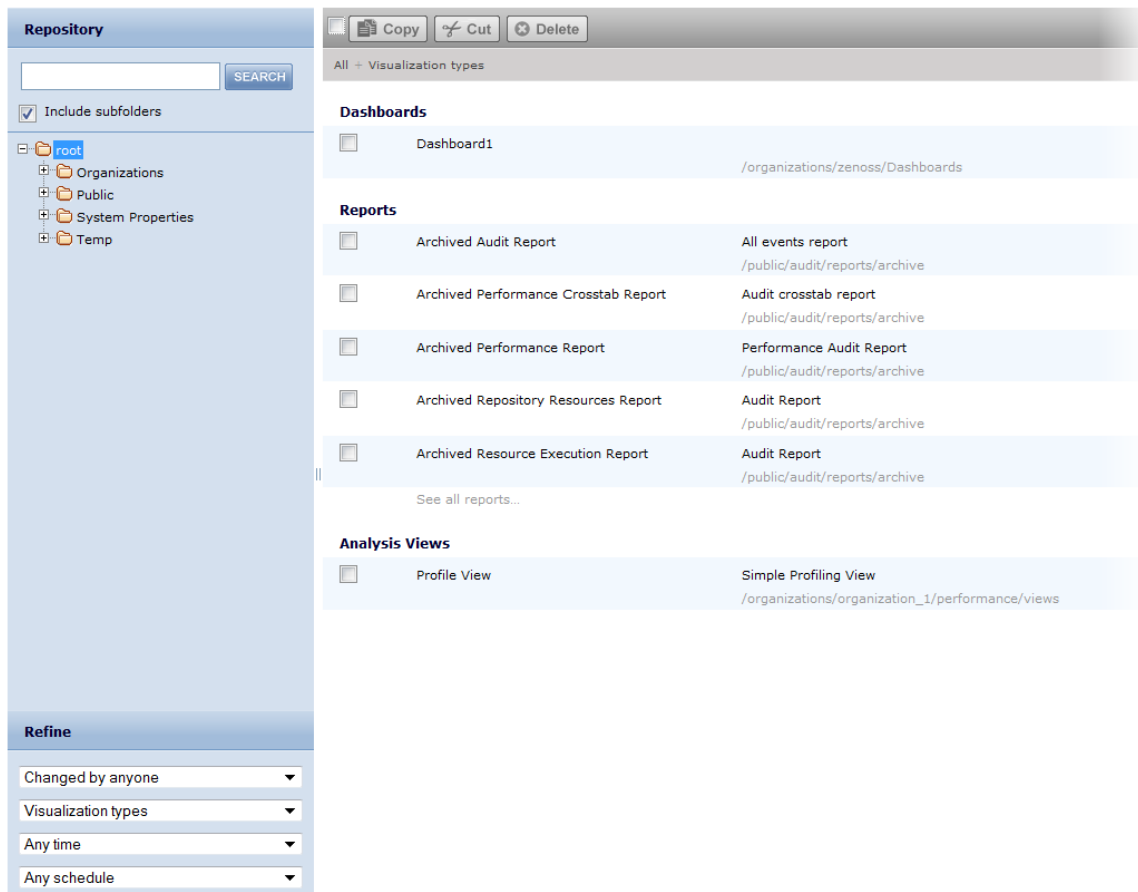 Repository
SEARCH
Include subfolders
root
Organizations
Public
System Properties
Temp
Refine
Changed by anyone
Visualization types
Any time
Any schedule
Copy Cut Delete
All ÷ Visualization types
Dashboards
Dashboard1
/organizations/zenoss/Dashboards
Reports
Archived Audit Report All events report
/public/audit/reports/archive
Archived Performance Crosstab Report Audit crosstab report
/public/audit/reports/archive
Archived Performance Report Performance Audit Report
/public/audit/reports/archive
Archived Repository Resources Report Audit Report
/public/audit/reports/archive
Archived Resource Execution Report Audit Report
/public/audit/reports/archive
See all reports...
Analysis Views
Profile View Simple Profiling View
/organizations/organization_1/performance/views